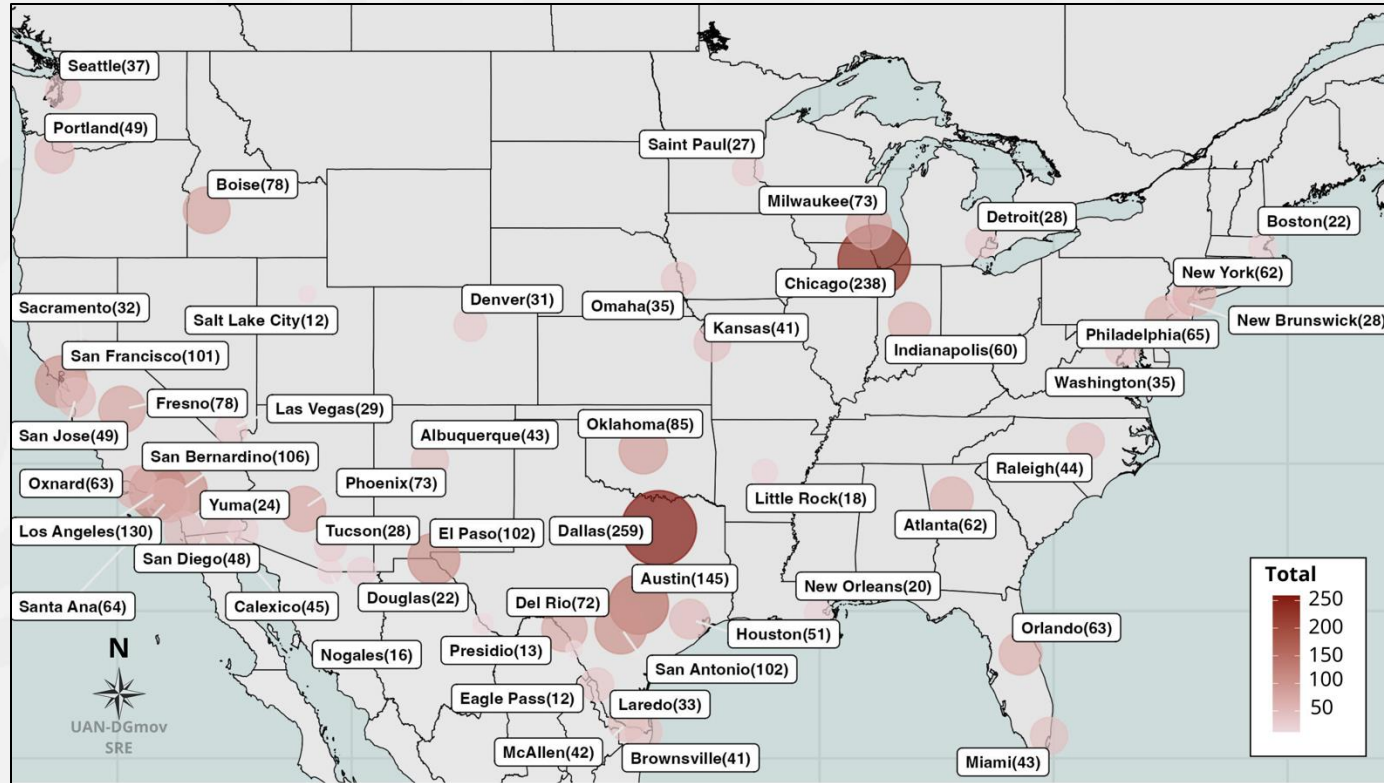 Seattle(37)
Portland(49)
Boise(78)
Saint Paul(27)
Milwaukee(73)
Detroit(28)
Boston(22)
New York(62)
Chicago(238)
Sacramento(32)
Salt Lake City(12)
Denver(31)
Omaha(35)
Kansas(41)
Indianapolis(60)
Philadelphia(65)
New Brunswick(28)
San Francisco(101)
Washington(35)
Fresno(78)
Las Vegas(29)
San Jose(49)
Albuquerque(43)
Oklahoma(85)
San Bernardino(106)
Raleigh(44)
Oxnard(63)
Phoenix(73)
Yuma(24)
Little Rock(18)
Atlanta(62)
Los Angeles(130)
Tucson(28)
El Paso(102)
Dallas(259)
San Diego(48)
Austin(145)
New Orleans(20)
Santa Ana(64)
Calexico(45)
Douglas(22)
Del Rio(72)
Houston(51)
Orlando(63)
Nogales(16)
Presidio(13)
San Antonio(102)
Eagle Pass(12)
Laredo(33)
McAllen(42)
Brownsville(41)
Miami(43)
N
UAN-DGmov
SRE
Total
250
200
150
100
50